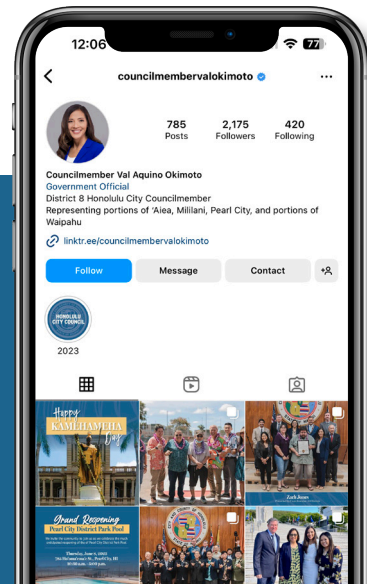 12:06
77
councilmembervalokimoto
785
Posts
2,175
Followers
420
Following
Councilmember Val Aquino Okimoto
Government Official
District 8 Honolulu City Councilmember
Representing portions of ʻAiea, Mililani, Pearl City, and portions of
Waipahu
linktr.ee/councilmembervalokimoto
Follow
Message
Contact
HONOLULU
CITY COUNCIL
2023
Happy
KAMEHAMEHA
Day
Zack James
Grand Reopening
Pearl City District Park Pool